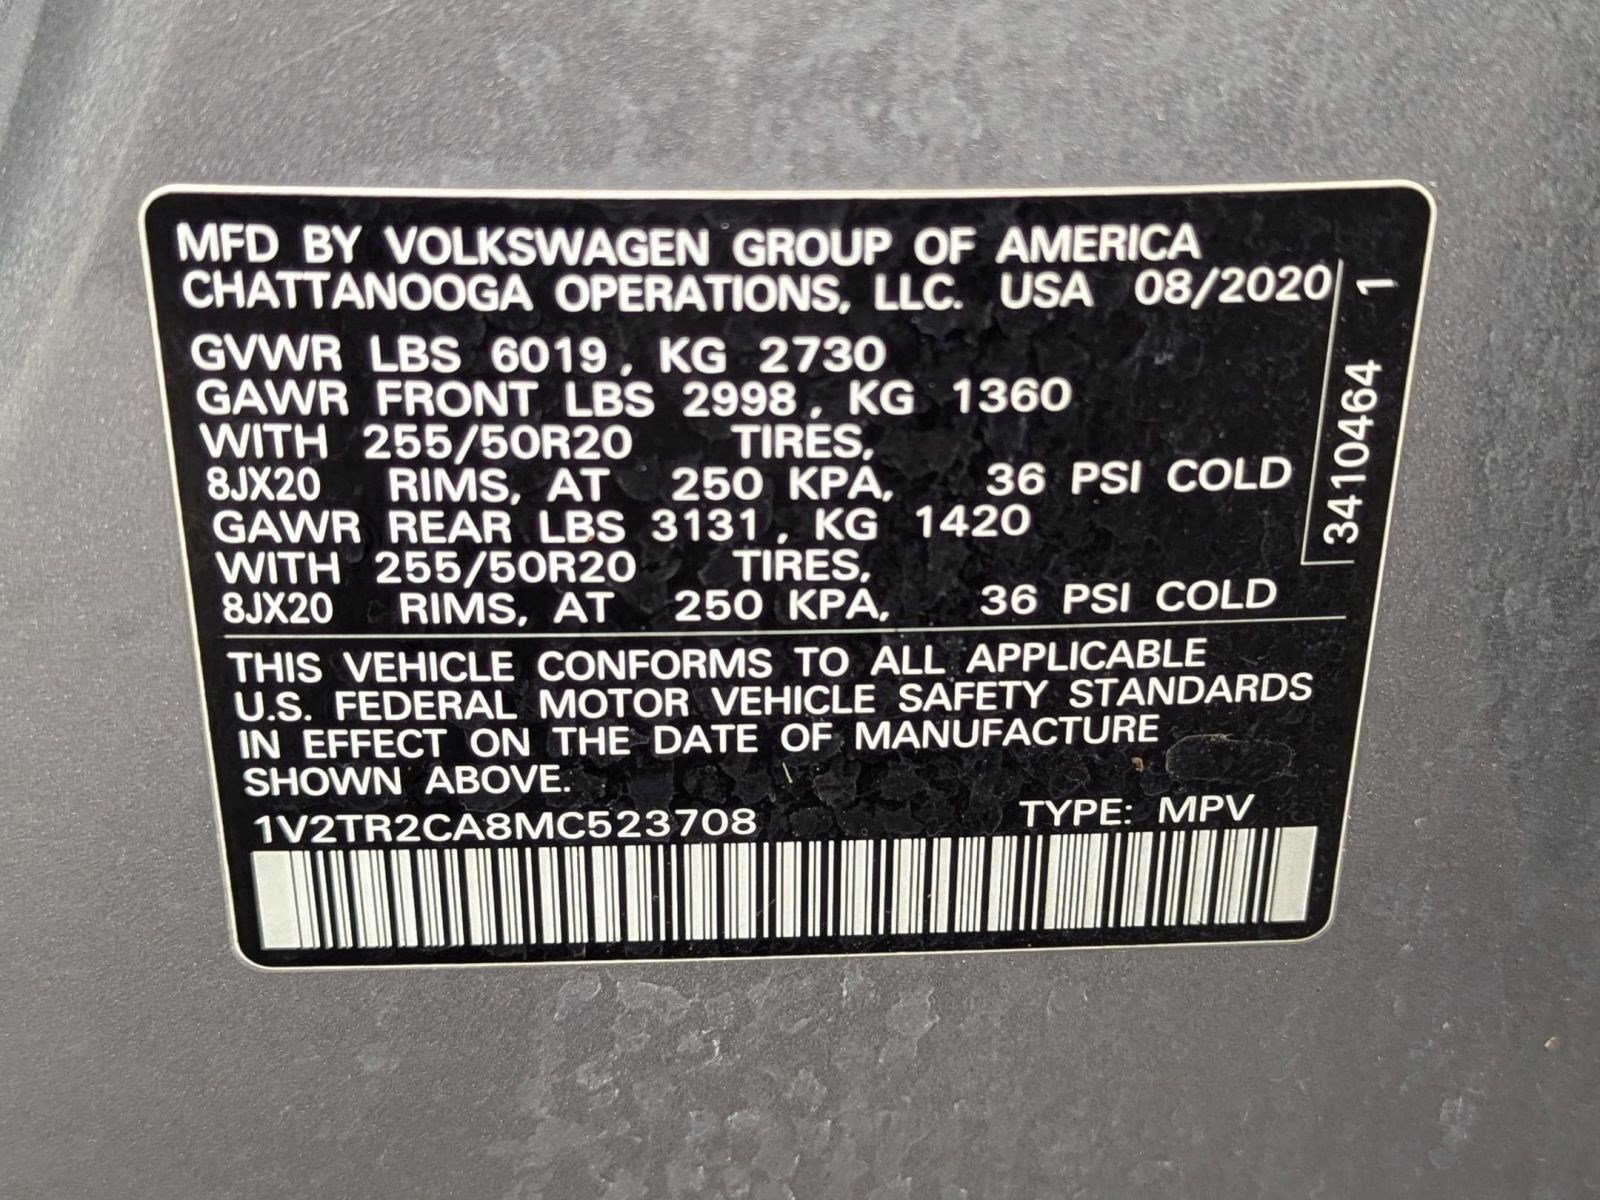 MFD BY VOLKSWAGEN GROUP OF AMERICA
CHATTANOOGA OPERATIONS, LLC. USA 08/2020
GVWR LBS 6019, KG 2730
GAWR FRONT LBS 2998, KG 1360
WITH 255/50R20 TIRES,
8JX20 RIMS, AT 250 KPA, 36 PSI COLD
GAWR REAR LBS 3131, KG 1420
WITH 255/50R20 TIRES,
8JX20 RIMS, AT 250 KPA, 36 PSI COLD
THIS VEHICLE CONFORMS TO ALL APPLICABLE
U.S. FEDERAL MOTOR VEHICLE SAFETY STANDARDS
IN EFFECT ON THE DATE OF MANUFACTURE
SHOWN ABOVE.
1V2TR2CA8MC523708 TYPE: MPV
3410464 1